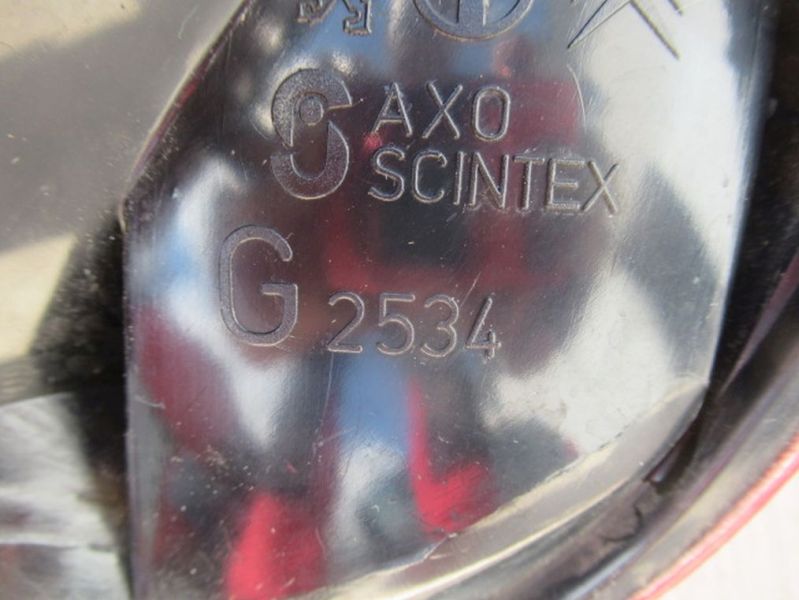 AXO
SCINTEX
G 2534